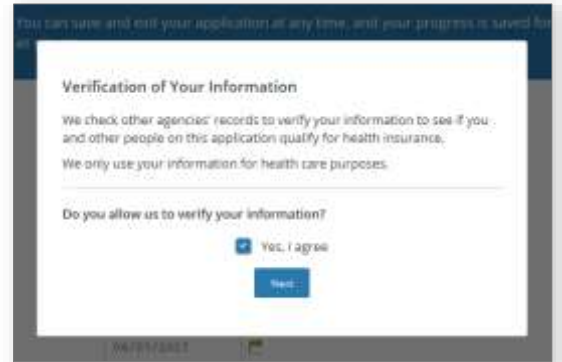 You can save and exit your application at any time, and your progress is saved for
Verification of Your Information
We check other agencies' records to verify your information to see if you
and other people on this application qualify for health insurance.
We only use your information for health care purposes.
Do you allow us to verify your information?
Yes, I agree
Next